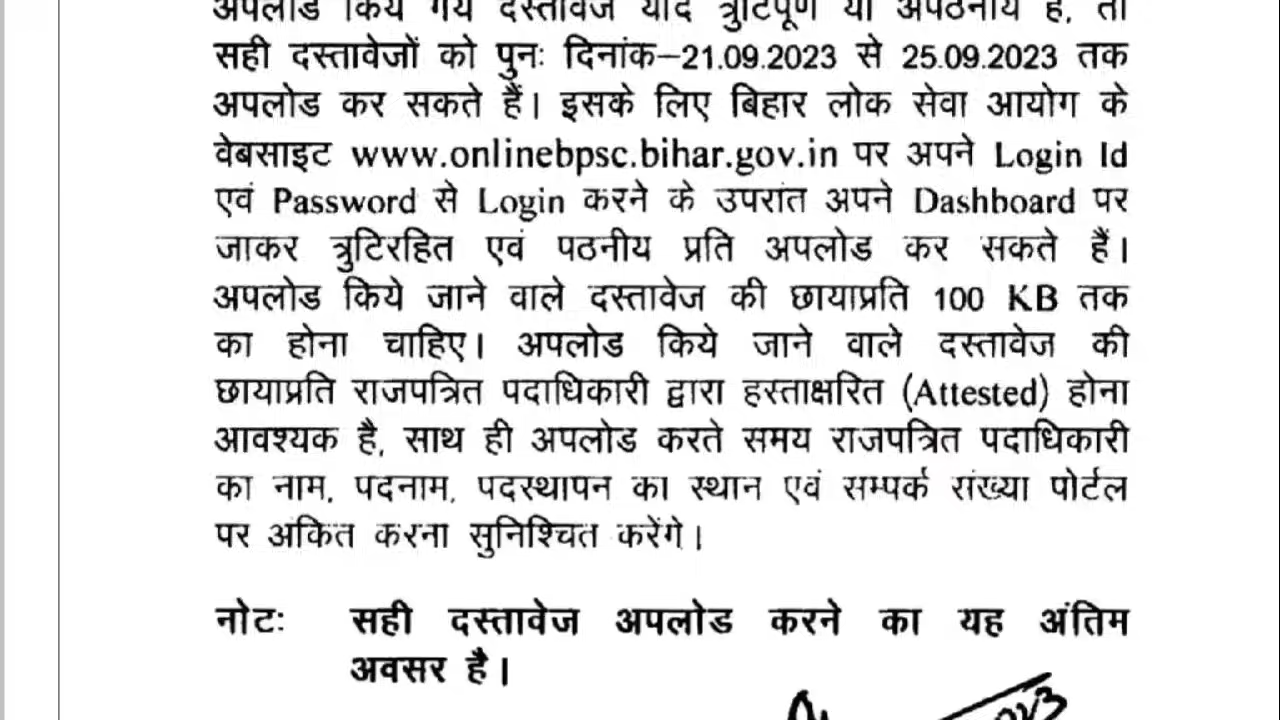 अपलोड किये गये दस्तावेज यदि त्रुटिपूर्ण या अपठनीय है, तो
सही दस्तावेजों को पुनः दिनांक–21.09.2023 से 25.09.2023 तक
अपलोड कर सकते हैं। इसके लिए बिहार लोक सेवा आयोग के
वेबसाइट www.onlinebpsc.bihar.gov.in पर अपने Login Id
एवं Password से Login करने के उपरांत अपने Dashboard पर
जाकर त्रुटिरहित एवं पठनीय प्रति अपलोड कर सकते हैं।
अपलोड किये जाने वाले दस्तावेज की छायाप्रति 100 KB तक
का होना चाहिए। अपलोड किये जाने वाले दस्तावेज की
छायाप्रति राजपत्रित पदाधिकारी द्वारा हस्ताक्षरित (Attested) होना
आवश्यक है, साथ ही अपलोड करते समय राजपत्रित पदाधिकारी
का नाम, पदनाम, पदस्थापन का स्थान एवं सम्पर्क संख्या पोर्टल
पर अंकित करना सुनिश्चित करेंगे।
नोटः सही दस्तावेज अपलोड करने का यह अंतिम
अवसर है।